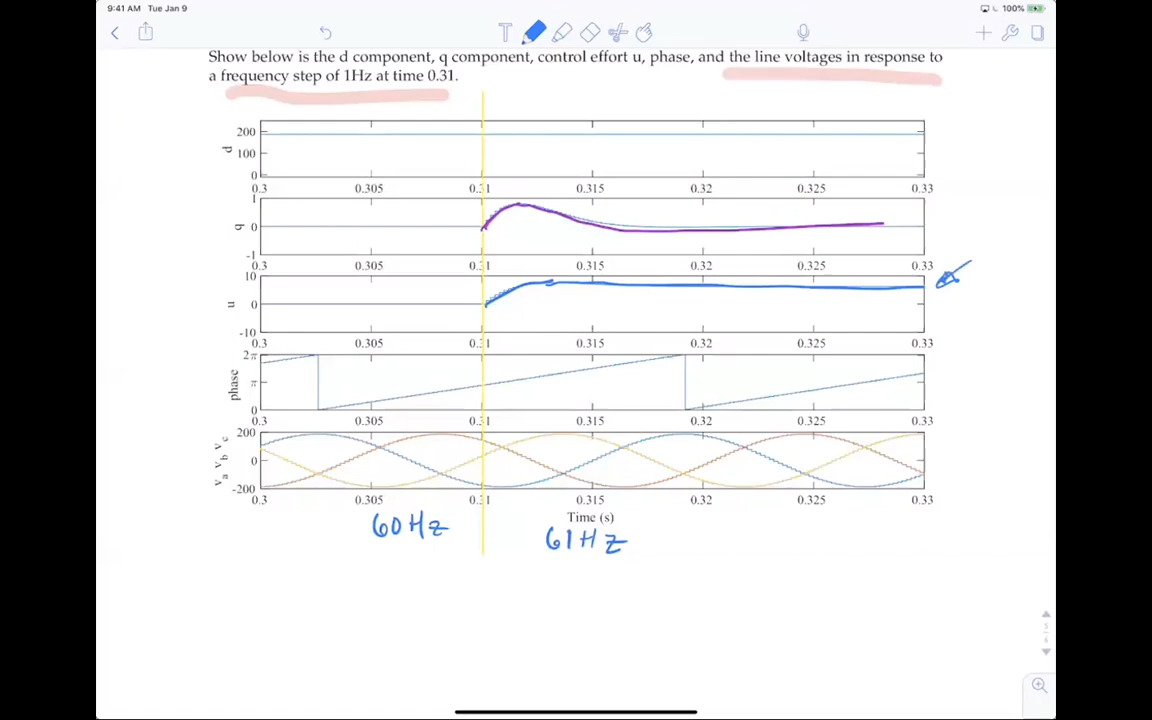 9:41 AM Tue Jan 9
100%
Show below is the d component, q component, control effort u, phase, and the line voltages in response to
a frequency step of 1Hz at time 0.31.
200
100
0
d
0.3 0.305 0.31 0.315 0.32 0.325 0.33
1
0
-1
q
0.3 0.305 0.31 0.315 0.32 0.325 0.33
10
0
-10
u
0.3 0.305 0.31 0.315 0.32 0.325 0.33
2π
π
0
phase
0.3 0.305 0.31 0.315 0.32 0.325 0.33
200
0
-200
v a v b v c
0.3 0.305 0.31 0.315 0.32 0.325 0.33
Time (s)
60Hz
61Hz
5
6